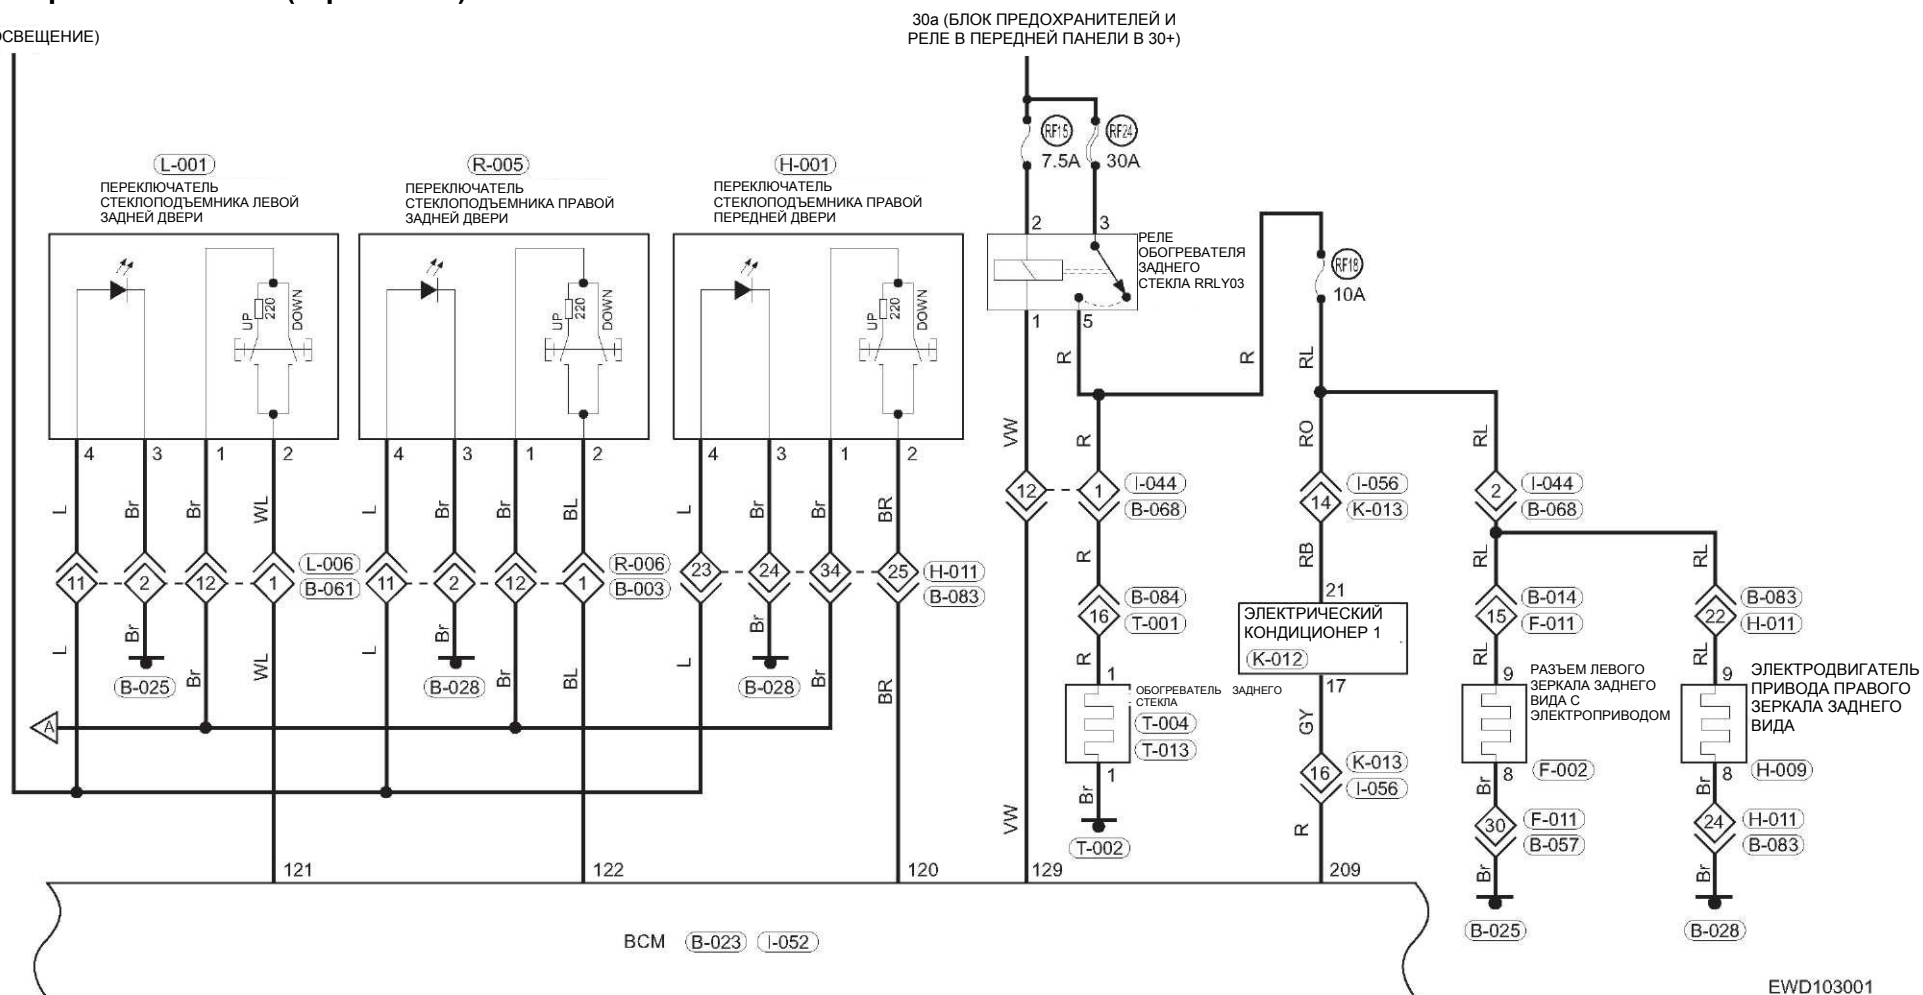 ОСВЕЩЕНИЕ)
30а (БЛОК ПРЕДОХРАНИТЕЛЕЙ И
РЕЛЕ В ПЕРЕДНЕЙ ПАНЕЛИ В 30+)
RF15
7.5A
RF24
30A
L-001
ПЕРЕКЛЮЧАТЕЛЬ
СТЕКЛОПОДЪЕМНИКА ЛЕВОЙ
ЗАДНЕЙ ДВЕРИ
R-005
ПЕРЕКЛЮЧАТЕЛЬ
СТЕКЛОПОДЪЕМНИКА ПРАВОЙ
ЗАДНЕЙ ДВЕРИ
H-001
ПЕРЕКЛЮЧАТЕЛЬ
СТЕКЛОПОДЪЕМНИКА ПРАВОЙ
ПЕРЕДНЕЙ ДВЕРИ
2 3
РЕЛЕ
ОБОГРЕВАТЕЛЯ
ЗАДНЕГО
СТЕКЛА RRLY03
1 5
RF18
10A
UP 220 DOWN
UP 220 DOWN
UP 220 DOWN
R R RL
4 3 1 2
4 3 1 2
4 3 1 2
L Br Br WL
L Br Br BL
L Br Br BR
VW R RO RL
12 1 I-044
B-068
14 I-056
K-013
2 I-044
B-068
11 2 12 1 L-006
B-061
11 2 12 1 R-006
B-003
23 24 34 25 H-011
B-083
R RB RL RL
16 B-084
T-001
21
ЭЛЕКТРИЧЕСКИЙ
КОНДИЦИОНЕР 1
K-012
17
15 B-014
F-011
22 B-083
H-011
L Br Br WL
L Br Br BL
L Br Br BR
B-025
B-028
B-028
A
R
1
ОБОГРЕВАТЕЛЬ ЗАДНЕГО
СТЕКЛА
T-004
T-013
1
Br
T-002
GY
16 K-013
I-056
R
VW
RL
9
РАЗЪЕМ ЛЕВОГО
ЗЕРКАЛА ЗАДНЕГО
ВИДА С
ЭЛЕКТРОПРИВОДОМ
8 F-002
Br
30 F-011
B-057
Br
B-025
RL
9
ЭЛЕКТРОДВИГАТЕЛЬ
ПРИВОДА ПРАВОГО
ЗЕРКАЛА ЗАДНЕГО
ВИДА
8 H-009
Br
24 H-011
B-083
Br
B-028
121 122 120 129 209
BCM B-023 I-052
EWD103001